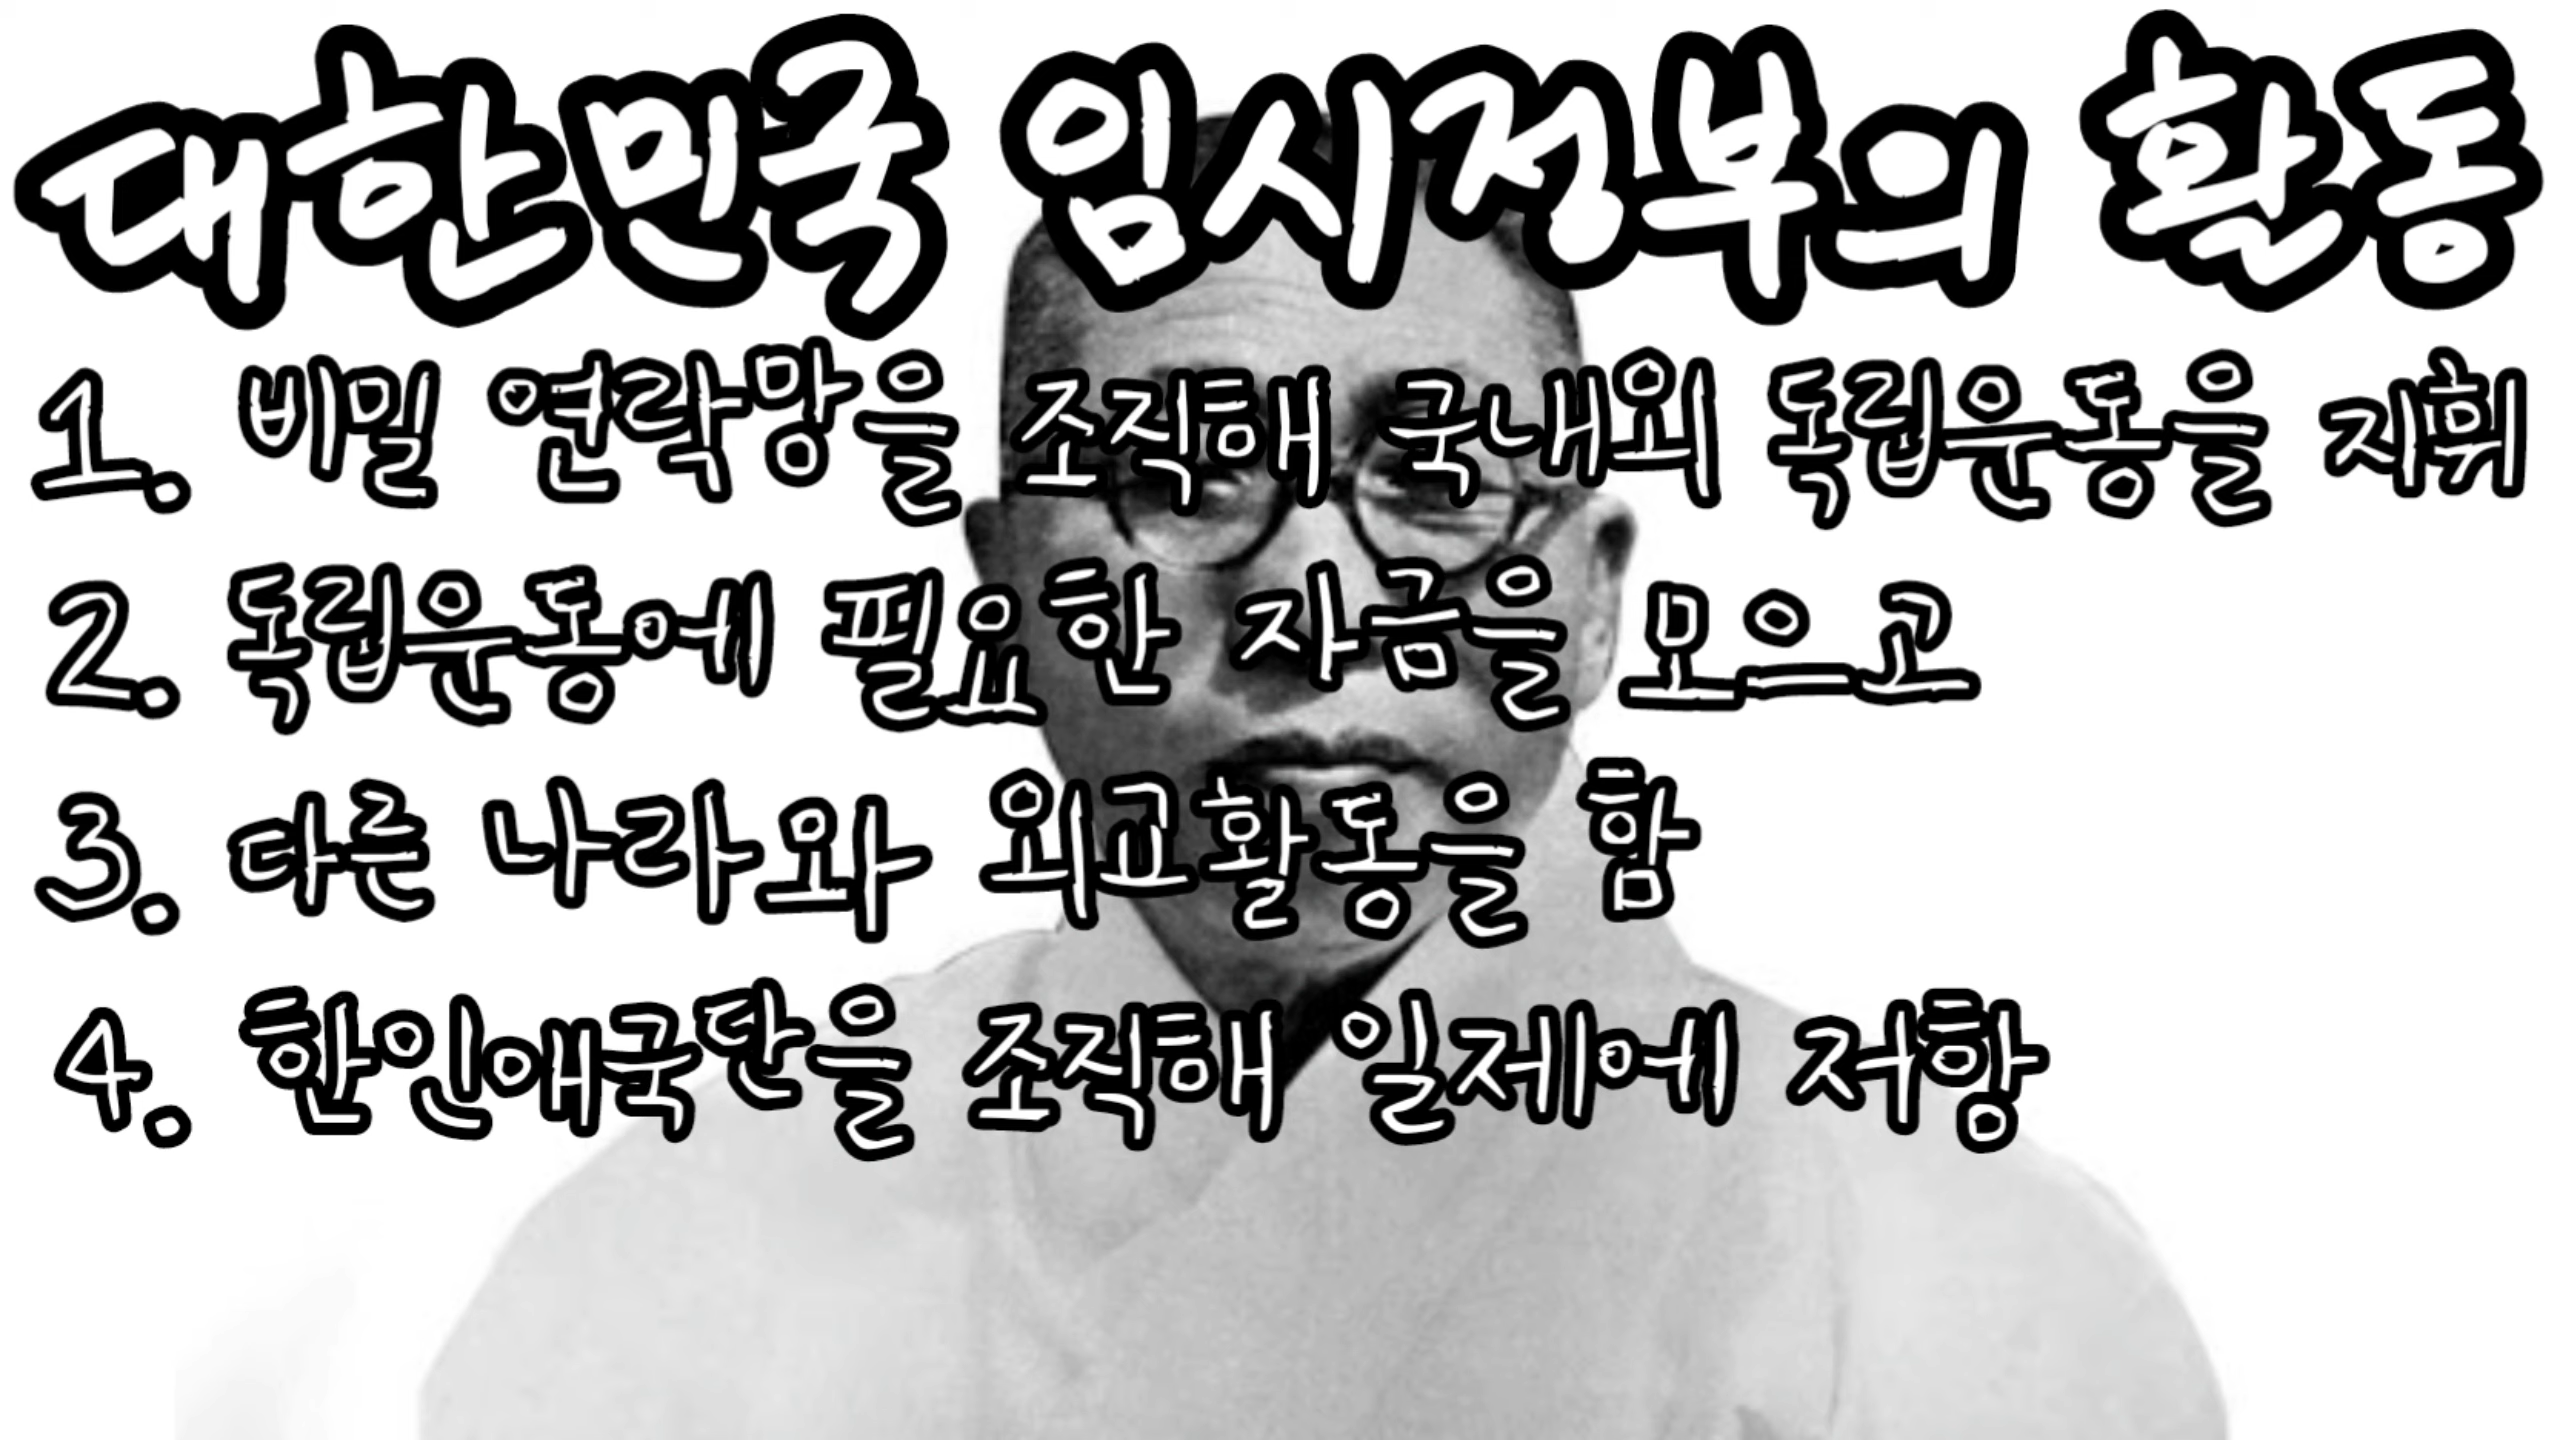 대한민국 임시정부의 활동
1. 비밀 연락망을 조직해 국내외 독립운동을 지휘
2. 독립운동에 필요한 자금을 모으고
3. 다른 나라와 외교활동을 함
4. 한인애국단을 조직해 일제에 저항